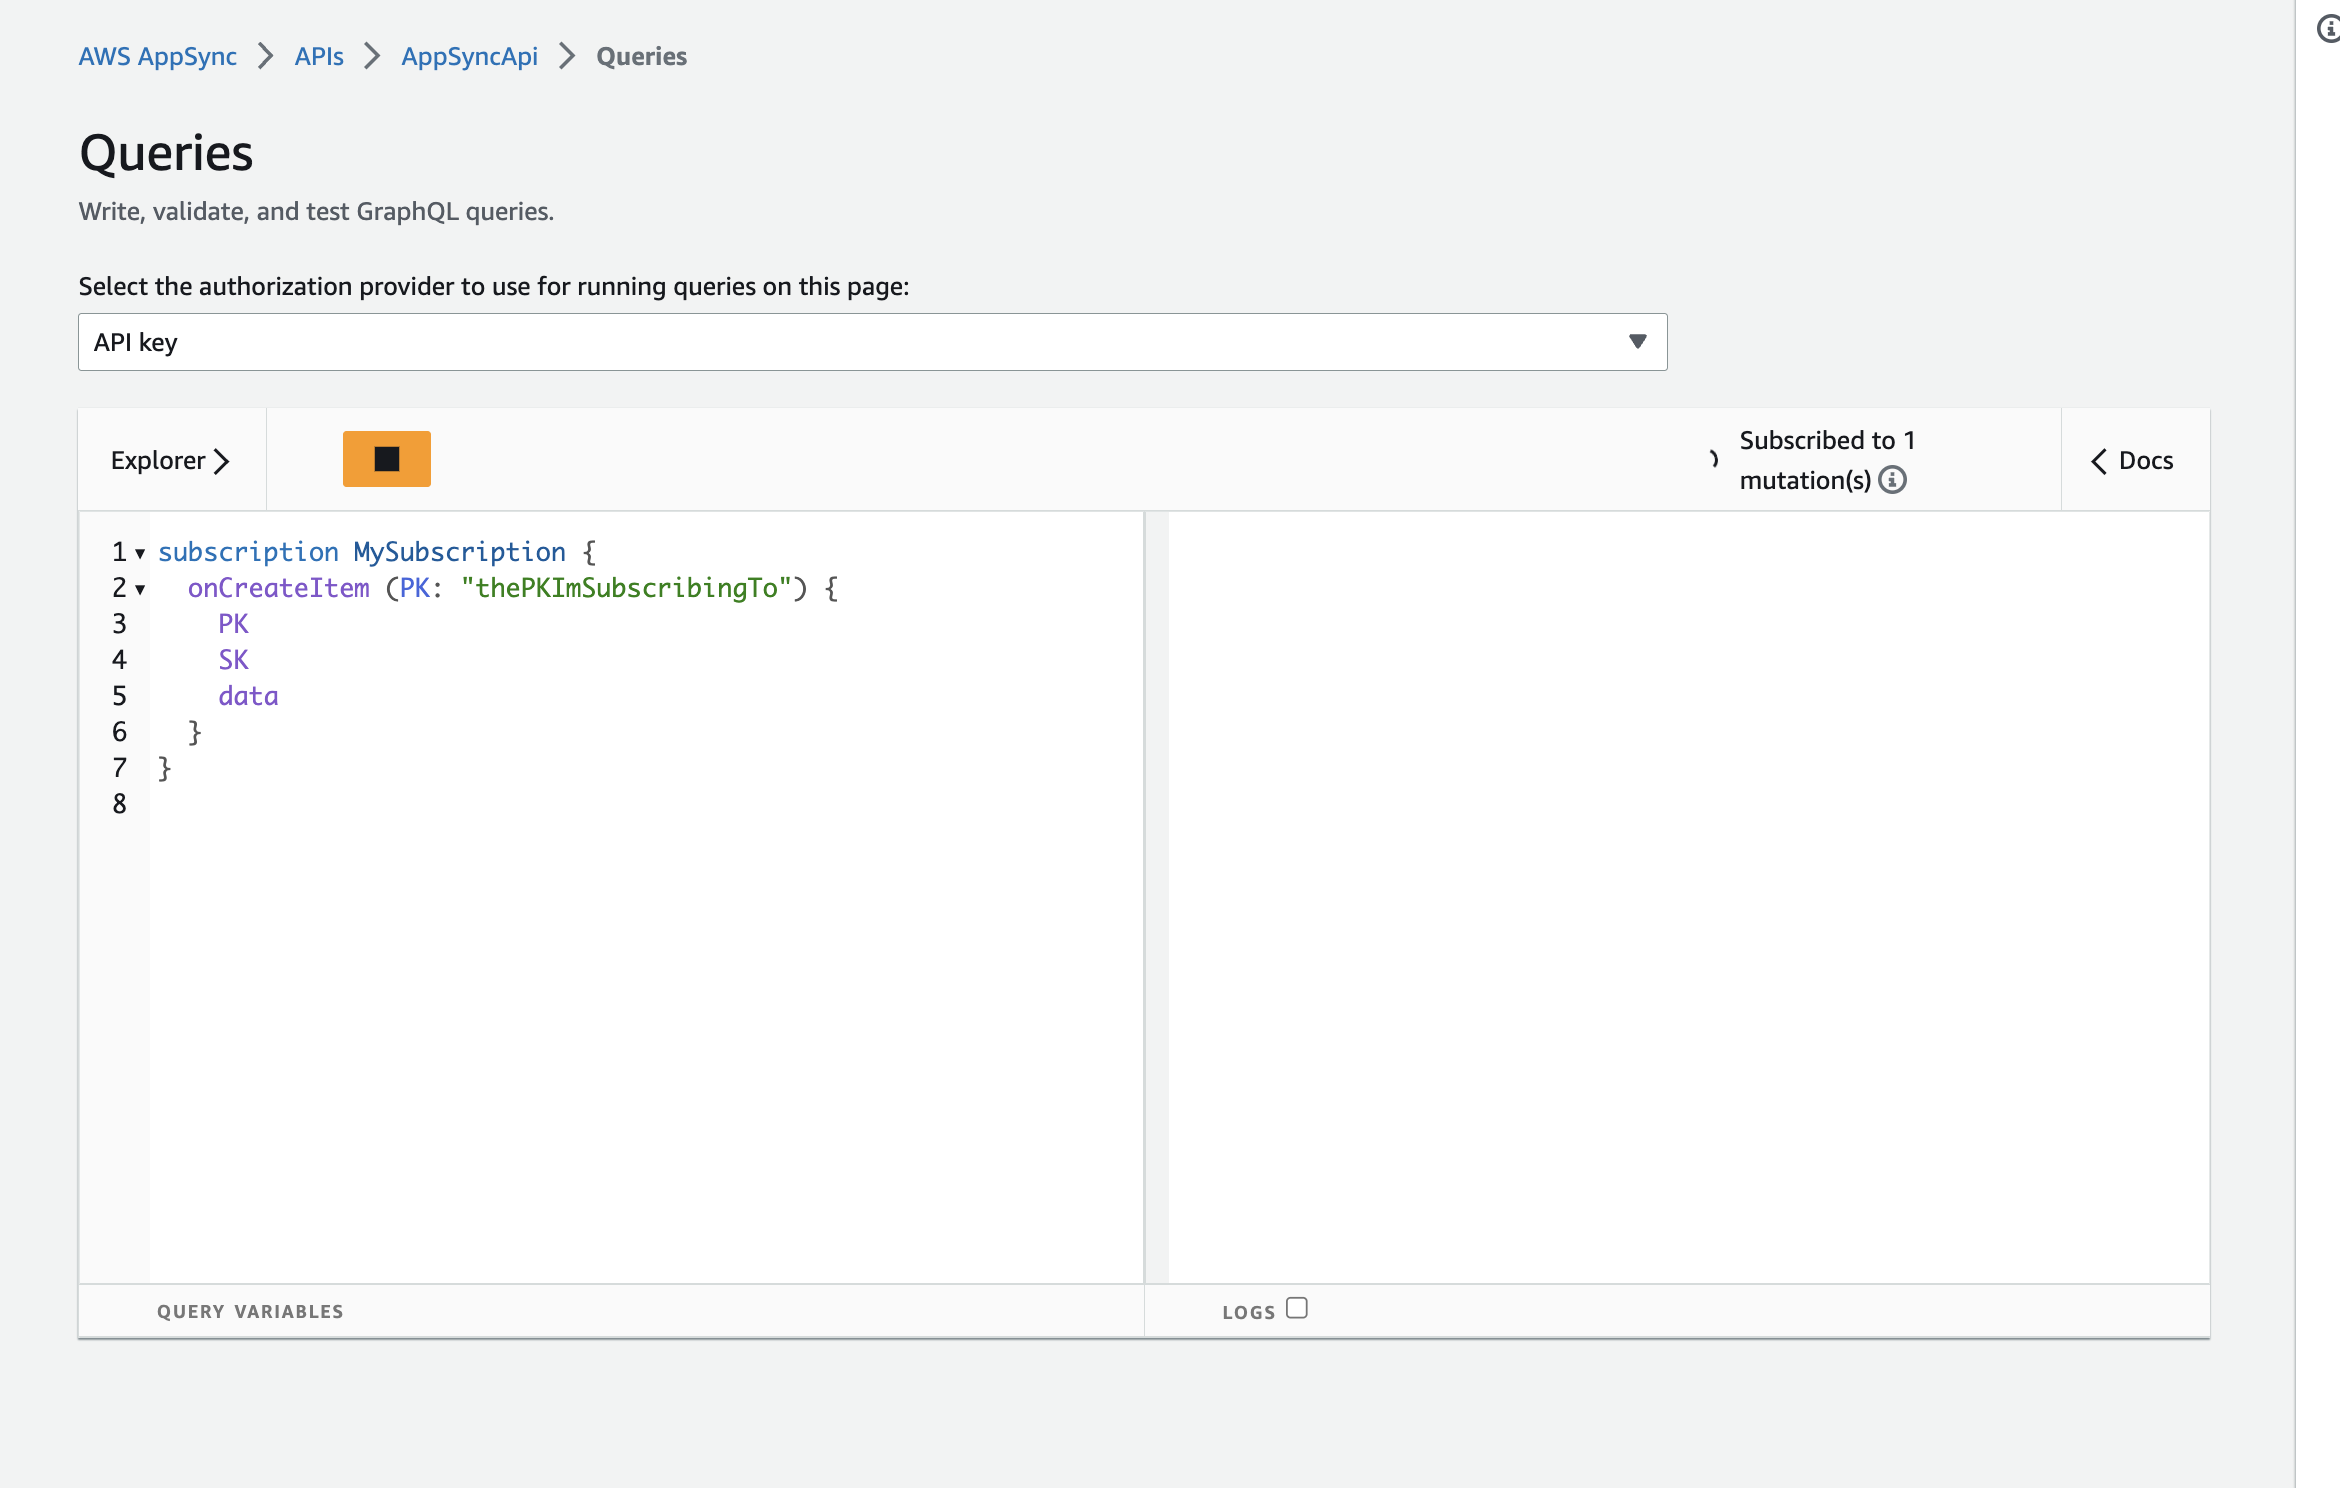 AWS AppSync > APIs > AppSyncApi > Queries
Queries
Write, validate, and test GraphQL queries.
Select the authorization provider to use for running queries on this page:
API key
Explorer
Subscribed to 1
mutation(s)
Docs
1 subscription MySubscription {
2 onCreateItem (PK: "thePKImSubscribingTo") {
3 PK
4 SK
5 data
6 }
7 }
8
QUERY VARIABLES
LOGS